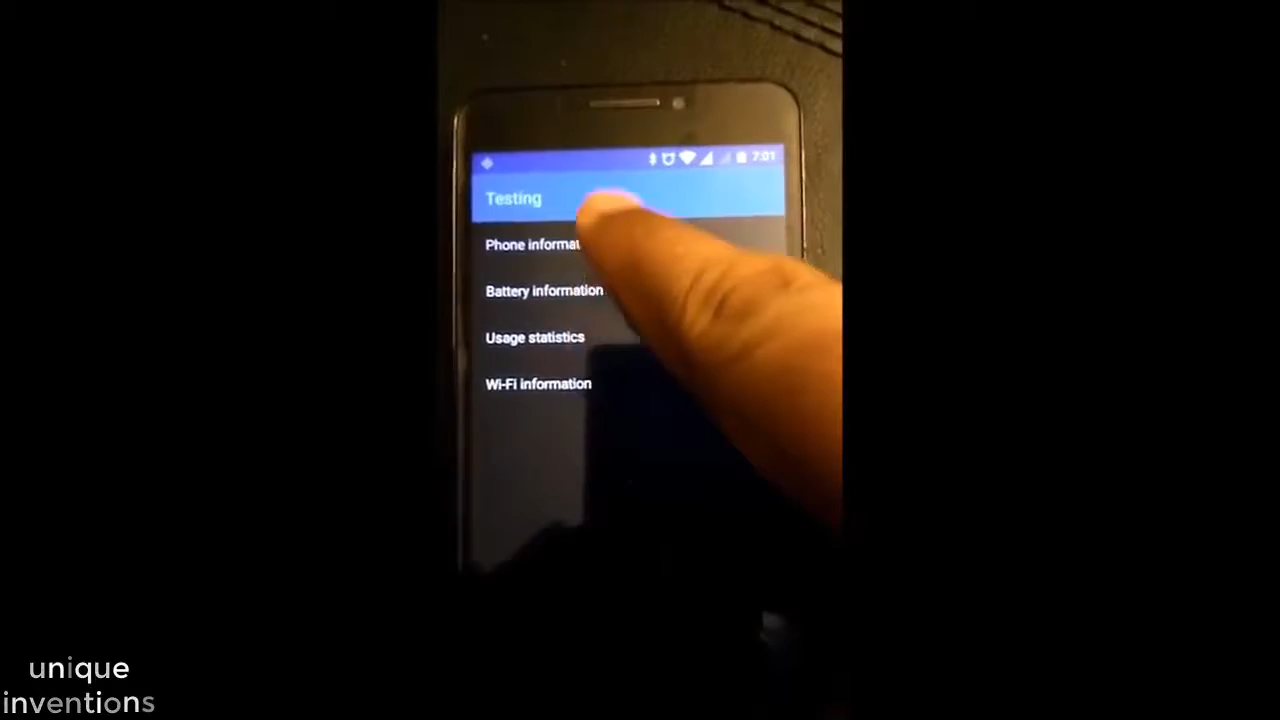 7:01
Testing
Phone informat
Battery information
Usage statistics
Wi-Fi information
unique
inventions